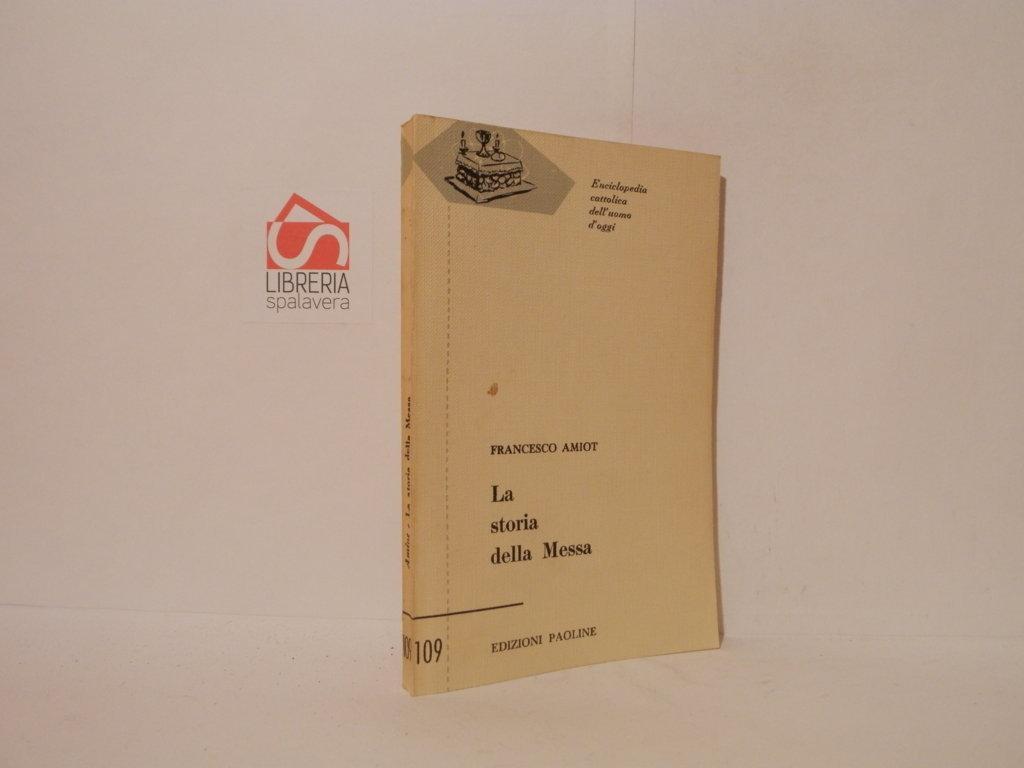 LIBRERIA
spalavera
Enciclopedia
cattolica
dell'uomo
d'oggi
FRANCESCO AMIOT
La
storia
della Messa
EDIZIONI PAOLINE
109
Amiot - La storia della Messa
109